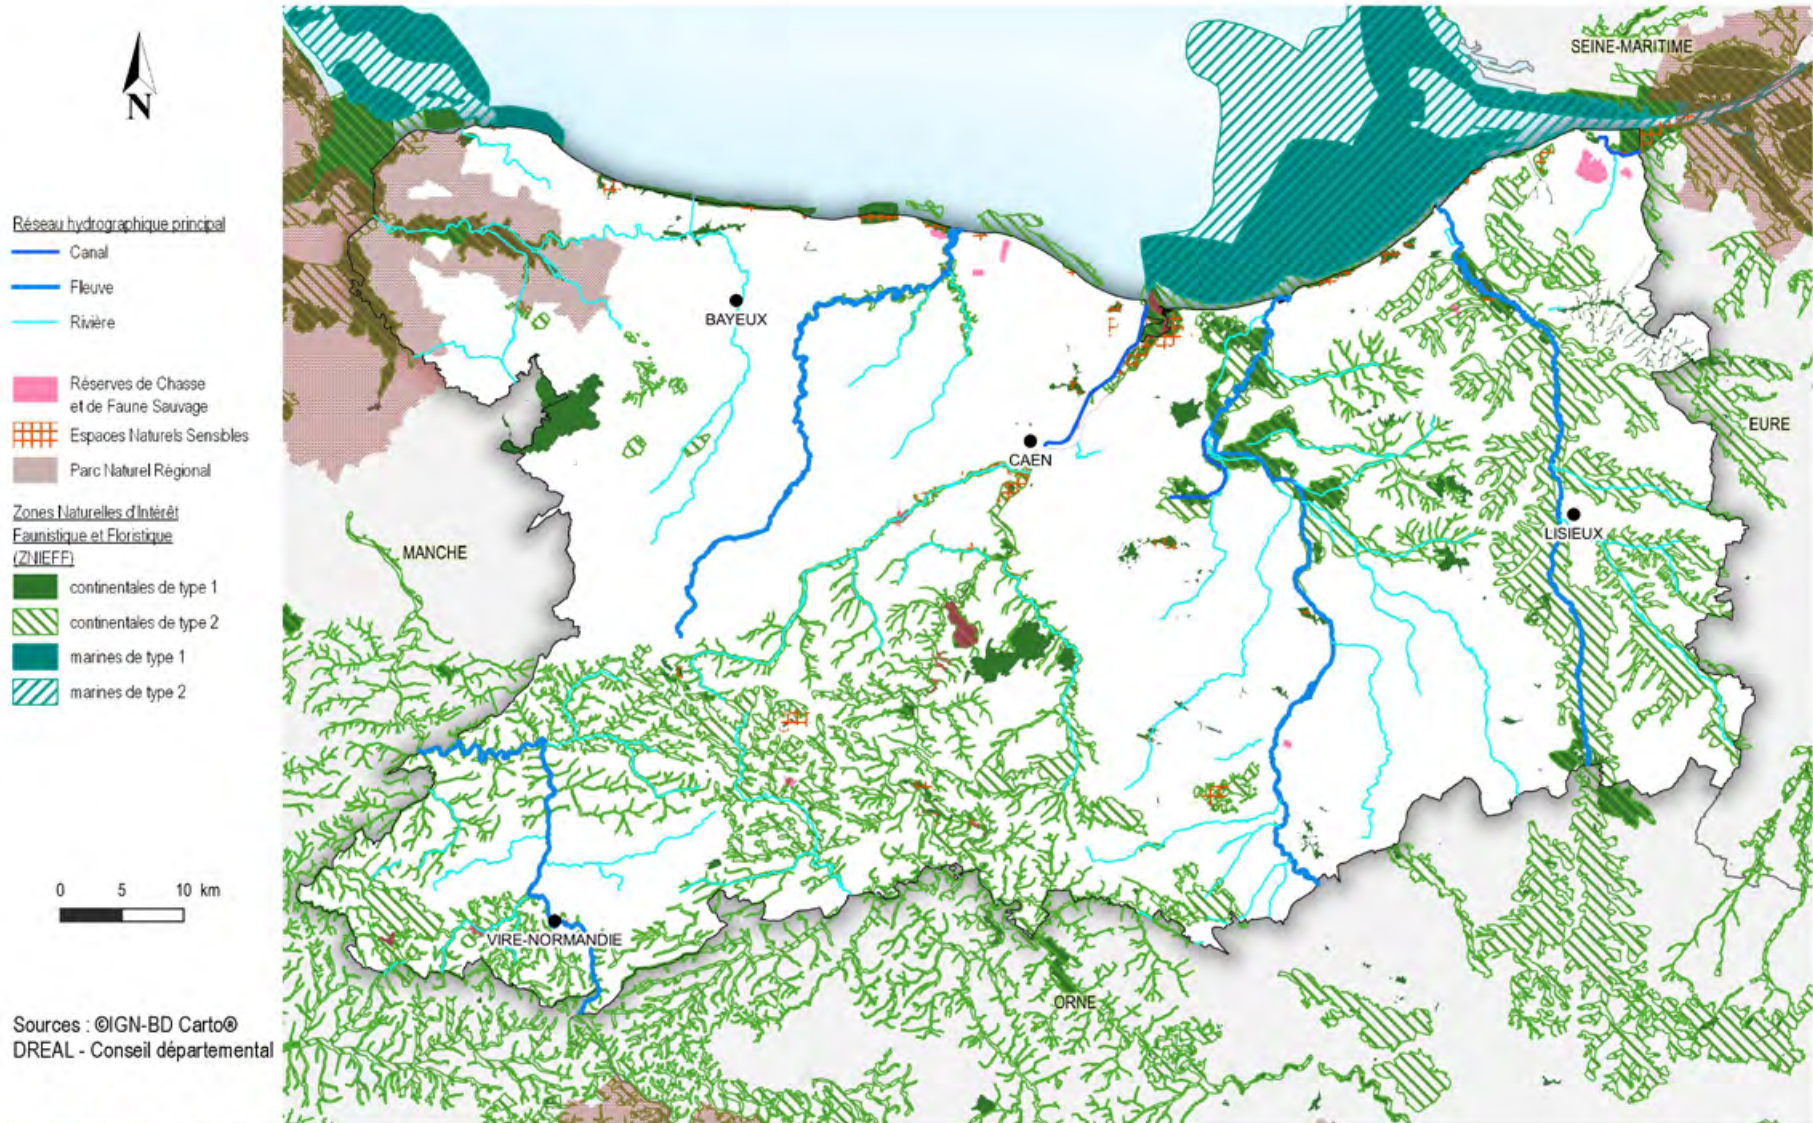 N
Réseau hydrographique principal
Canal
Fleuve
Rivière
Réserves de Chasse
et de Faune Sauvage
Espaces Naturels Sensibles
Parc Naturel Régional
Zones Naturelles d'Intérêt
Faunistique et Floristique
(ZNIEFF)
continentales de type 1
continentales de type 2
marines de type 1
marines de type 2
0 5 10 km
Sources : ©IGN-BD Carto®
DREAL - Conseil départemental
SEINE-MARITIME
BAYEUX
EURE
CAEN
LISIEUX
MANCHE
VIRE-NORMANDIE
ORNE